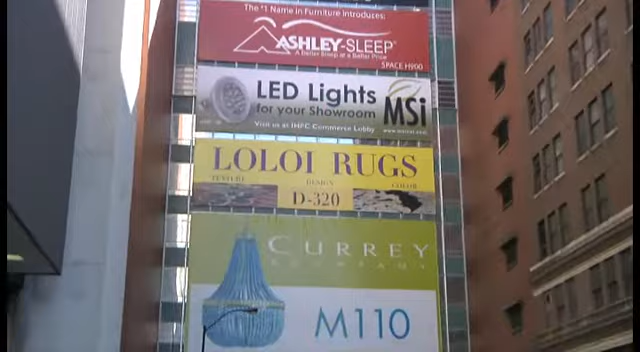 The #1 Name in Furniture Introduces:
ASHLEY-SLEEP
A Better Sleep at a Better Price
SPACE H900
LED Lights
for your Showroom
MSi
Visit us at IHFC Commerce Lobby
LOLOI RUGS
TEXTURE DESIGN COLOR
D-320
CURREY
COMPANY
M110